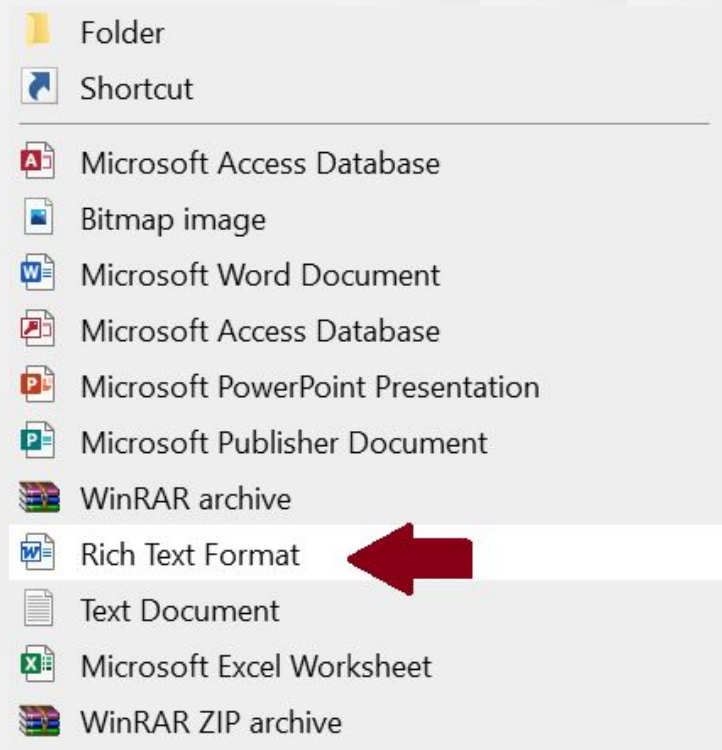 Folder
Shortcut
Microsoft Access Database
Bitmap image
Microsoft Word Document
Microsoft Access Database
Microsoft PowerPoint Presentation
Microsoft Publisher Document
WinRAR archive
Rich Text Format
Text Document
Microsoft Excel Worksheet
WinRAR ZIP archive